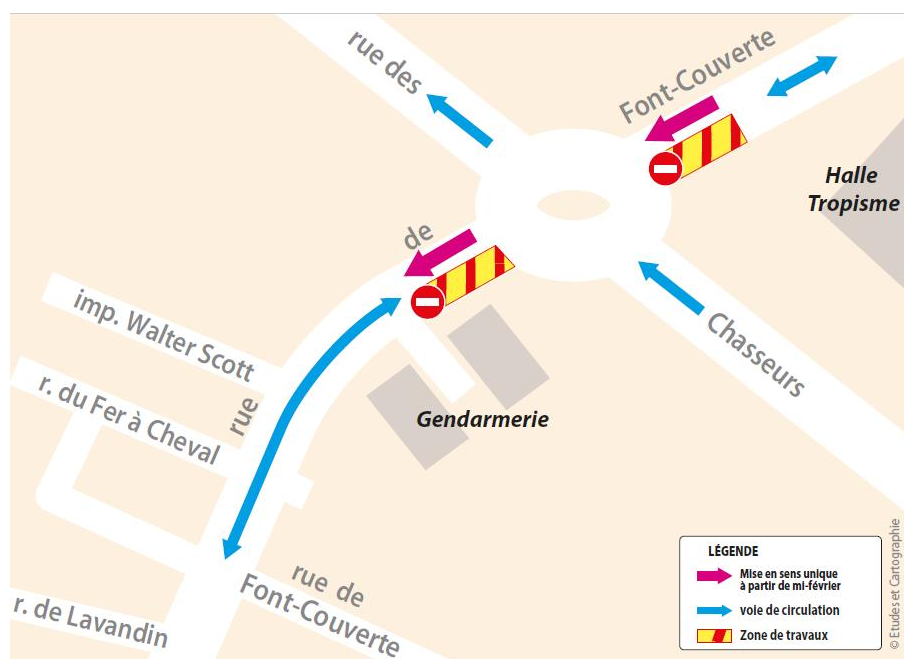 rue des
Font-Couverte
Halle
Tropisme
de
imp. Walter Scott
Chasseurs
r. du Fer à Cheval
rue
Gendarmerie
rue de
Font-Couverte
r. de Lavandin
LÉGENDE
Mise en sens unique
à partir de mi-février
voie de circulation
Zone de travaux
© Etudes et Cartographie